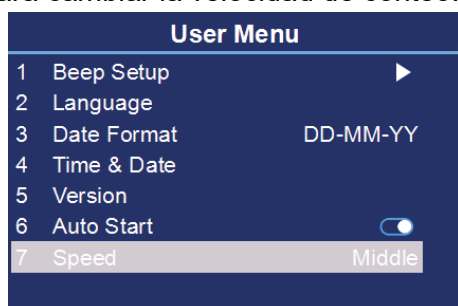 User Menu
1 Beep Setup
2 Language
3 Date Format DD-MM-YY
4 Time & Date
5 Version
6 Auto Start
7 Speed Middle